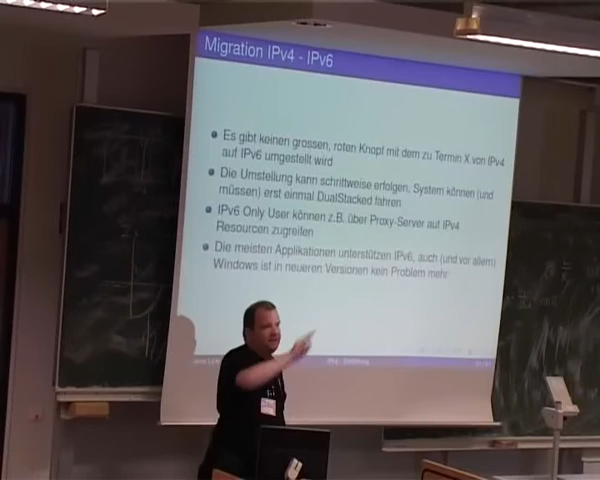 Migration IPv4 - IPv6
Es gibt keinen grossen, roten Knopf mit dem zu Termin X von IPv4
auf IPv6 umgestellt wird
Die Umstellung kann schrittweise erfolgen, System können (und
müssen) erst einmal DualStacked fahren
IPv6 Only User können z.B. über Proxy-Server auf IPv4
Resourcen zugreifen
Die meisten Applikationen unterstützen IPv6, auch (und vor allem)
Windows ist in neueren Versionen kein Problem mehr